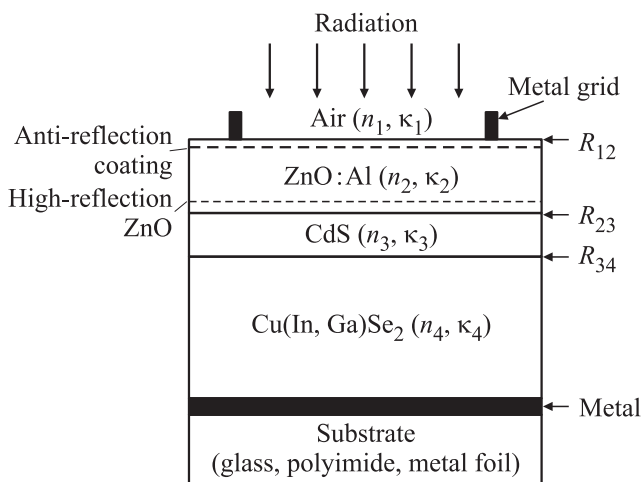 Radiation
Metal grid
Air (n₁, κ₁)
Anti-reflection
coating
R₁₂
ZnO : Al (n₂, κ₂)
High-reflection
ZnO
R₂₃
CdS (n₃, κ₃)
R₃₄
Cu(In, Ga)Se₂ (n₄, κ₄)
Metal
Substrate
(glass, polyimide, metal foil)